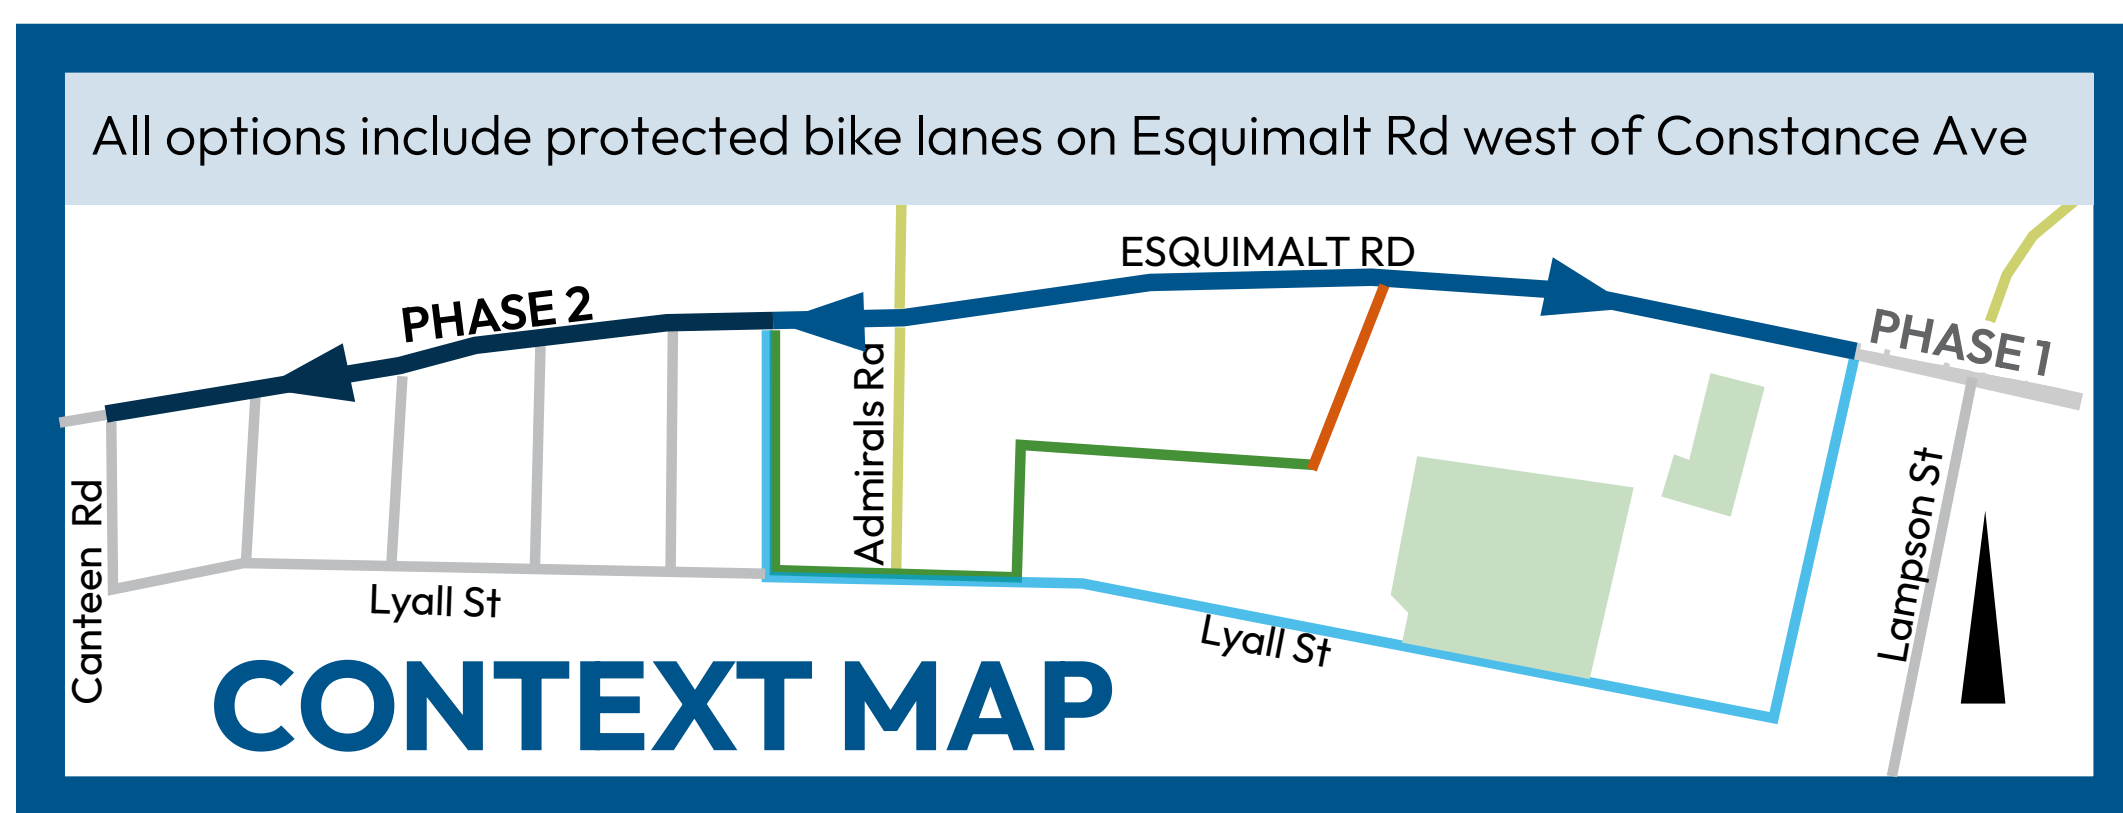 All options include protected bike lanes on Esquimalt Rd west of Constance Ave
ESQUIMALT RD
PHASE 2
PHASE 1
Admirals Rd
Canteen Rd
Lyall St
Lyall St
Lampson St
CONTEXT MAP